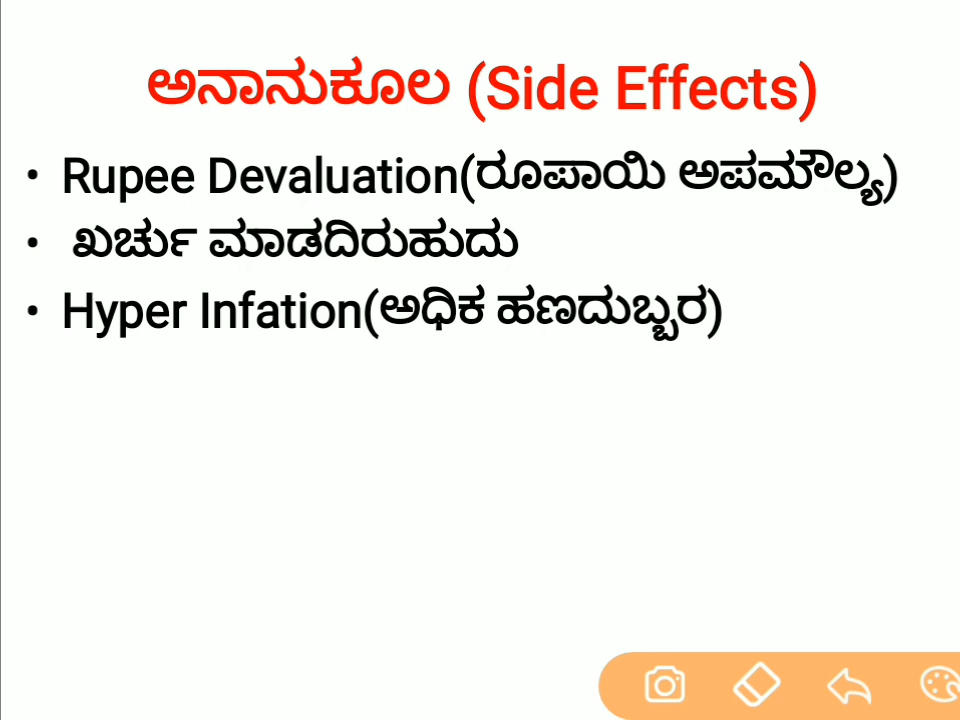 ಅನಾನುಕೂಲ (Side Effects)
• Rupee Devaluation(ರೂಪಾಯಿ ಅಪಮೌಲ್ಯ)
• ಖರ್ಚು ಮಾಡದಿರುಹುದು
• Hyper Infation(ಅಧಿಕ ಹಣದುಬ್ಬರ)